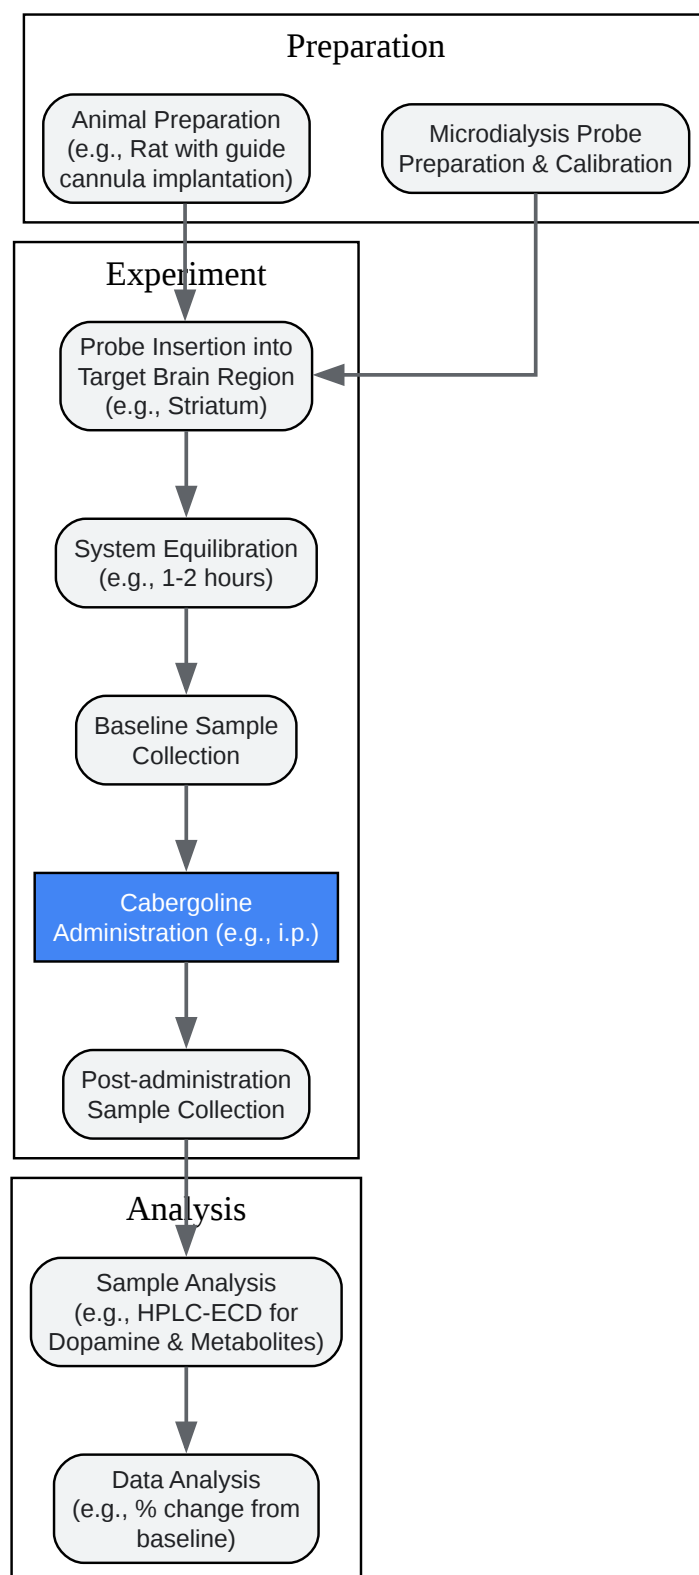 Preparation
Animal Preparation
(e.g., Rat with guide
cannula implantation)
Microdialysis Probe
Preparation & Calibration
Experiment
Probe Insertion into
Target Brain Region
(e.g., Striatum)
System Equilibration
(e.g., 1-2 hours)
Baseline Sample
Collection
Cabergoline
Administration (e.g., i.p.)
Post-administration
Sample Collection
Analysis
Sample Analysis
(e.g., HPLC-ECD for
Dopamine & Metabolites)
Data Analysis
(e.g., % change from
baseline)